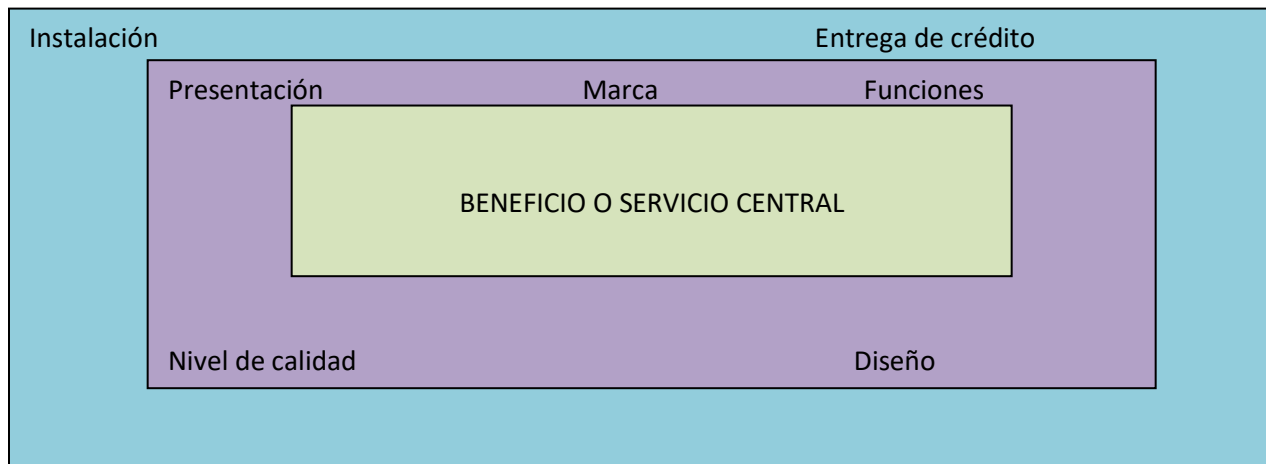 Instalación Entrega de crédito
Presentación Marca Funciones
BENEFICIO O SERVICIO CENTRAL
Nivel de calidad Diseño